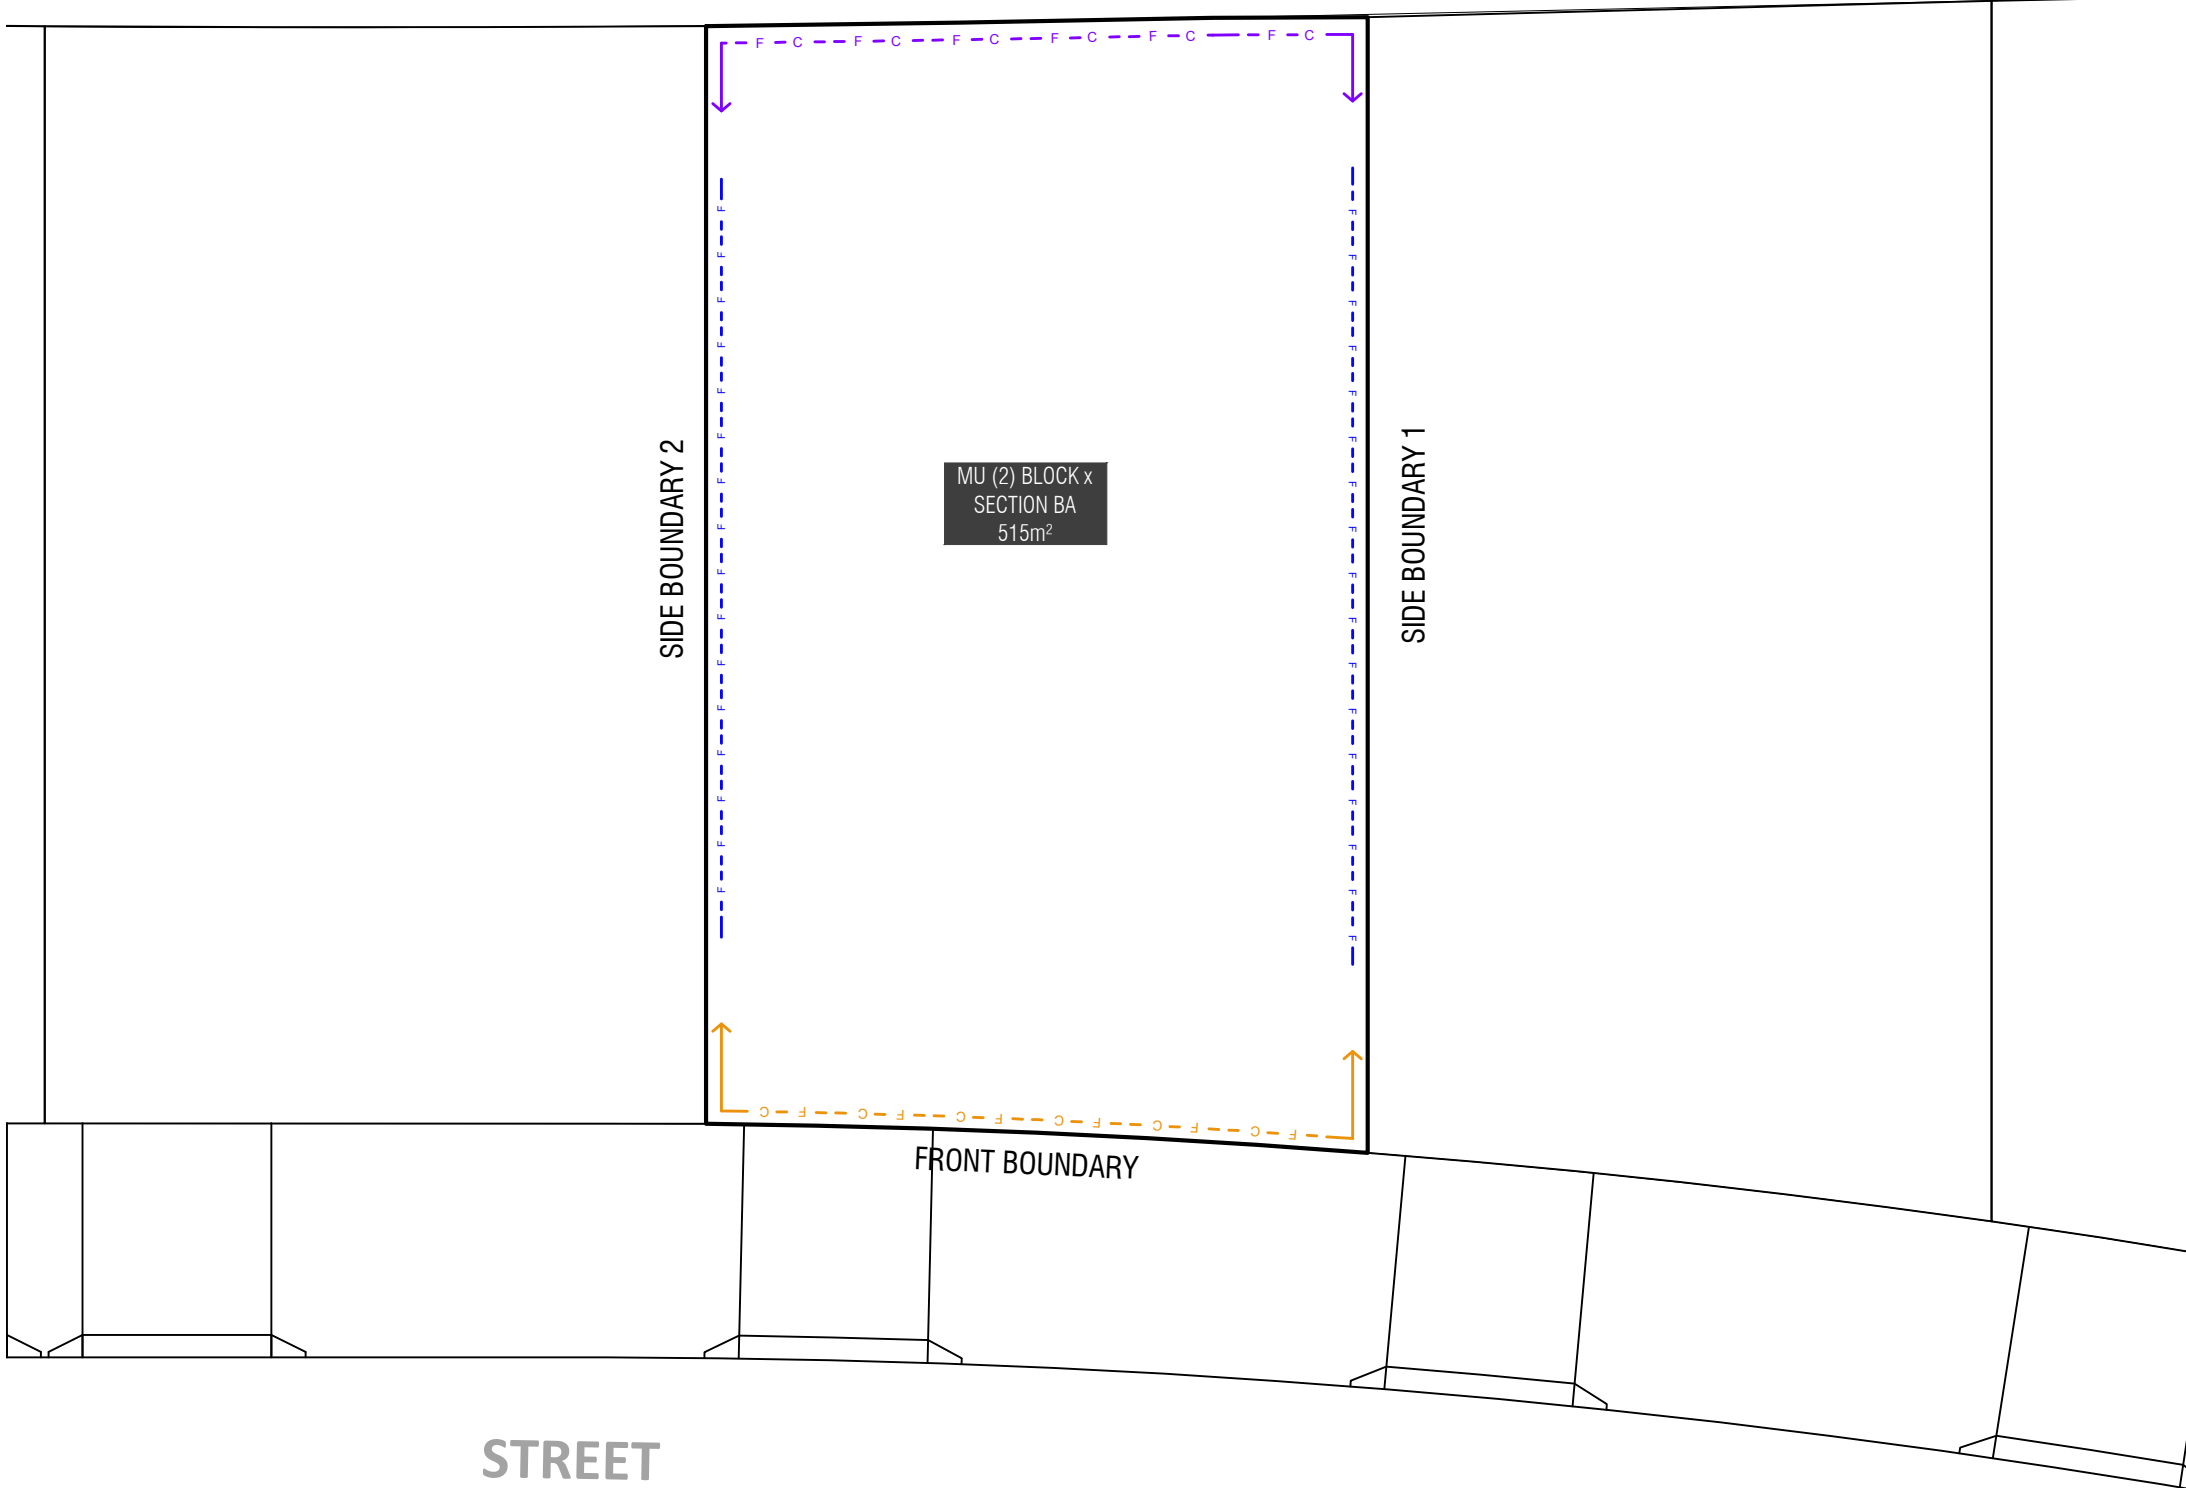 F C F C F C F C F C F C
SIDE BOUNDARY 2
MU (2) BLOCK x
SECTION BA
515m²
SIDE BOUNDARY 1
F F F F F F F F F F F F F F F F
F F F F F F F F F F F F F F F F F
F C F C F C F C F C F C
FRONT BOUNDARY
STREET